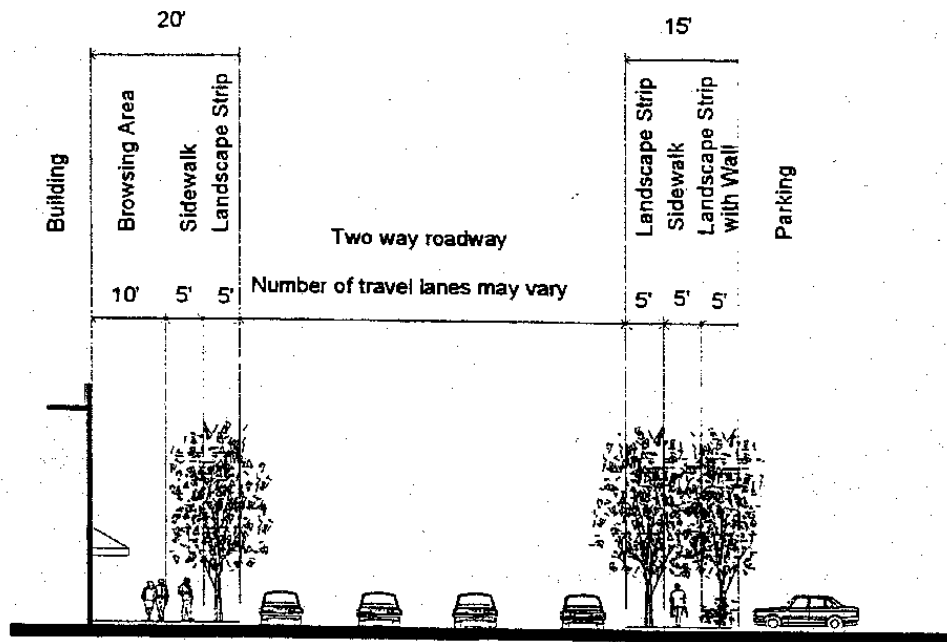 20'
15'
Building
Browsing Area
Sidewalk
Landscape Strip
Two way roadway
Number of travel lanes may vary
Landscape Strip
Sidewalk
Landscape Strip
with Wall
Parking
10'
5'
5'
5'
5'
5'